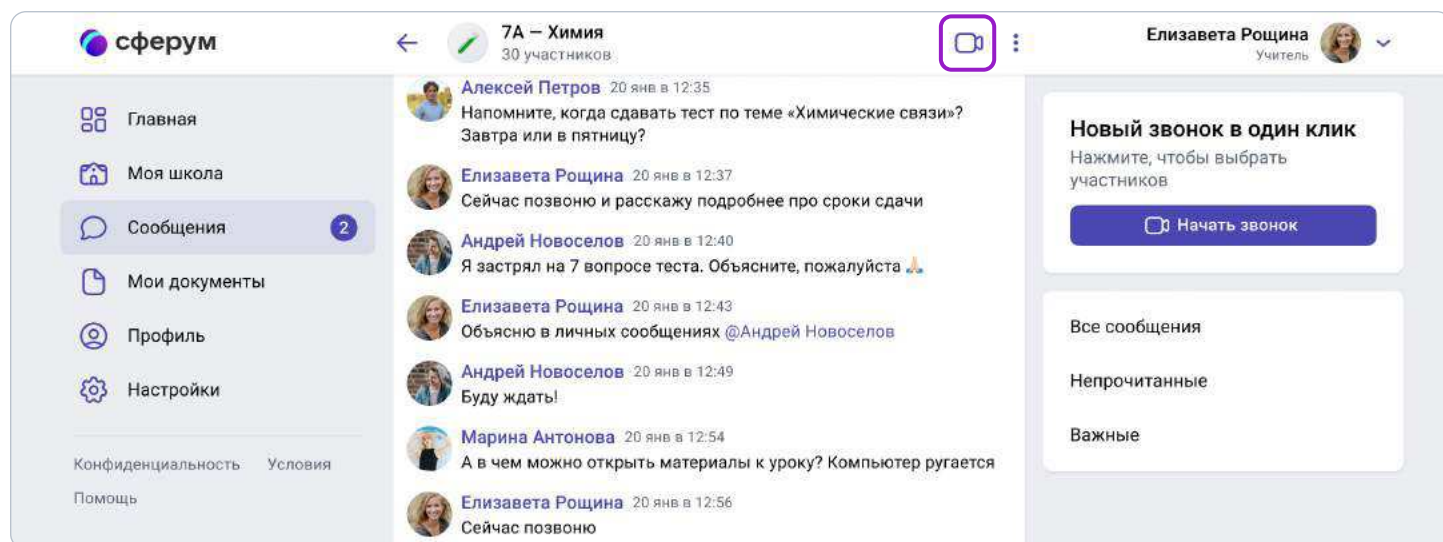 сферум
7А — Химия
30 участников
Елизавета Рощина
Учитель
Главная
Моя школа
Сообщения 2
Мои документы
Профиль
Настройки
Конфиденциальность Условия
Помощь
Алексей Петров 20 янв в 12:35
Напомните, когда сдавать тест по теме «Химические связи»?
Завтра или в пятницу?
Елизавета Рощина 20 янв в 12:37
Сейчас позвоню и расскажу подробнее про сроки сдачи
Андрей Новоселов 20 янв в 12:40
Я застрял на 7 вопросе теста. Объясните, пожалуйста 🙏🏻
Елизавета Рощина 20 янв в 12:43
Объясню в личных сообщениях @Андрей Новоселов
Андрей Новоселов 20 янв в 12:49
Буду ждать!
Марина Антонова 20 янв в 12:54
А в чем можно открыть материалы к уроку? Компьютер ругается
Елизавета Рощина 20 янв в 12:56
Сейчас позвоню
Новый звонок в один клик
Нажмите, чтобы выбрать
участников
Начать звонок
Все сообщения
Непрочитанные
Важные